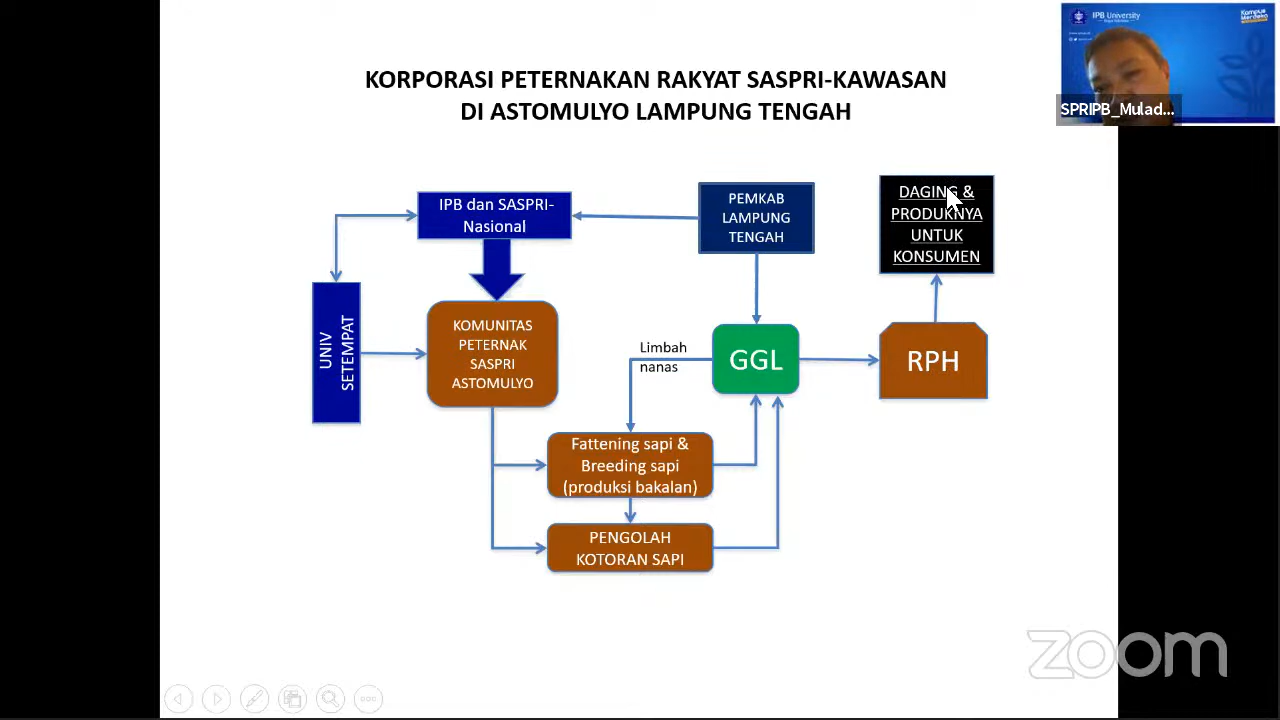 KORPORASI PETERNAKAN RAKYAT SASPRI-KAWASAN
DI ASTOMULYO LAMPUNG TENGAH
IPB University
SPRIPB_Mulad...
IPB dan SASPRI-
Nasional
PEMKAB
LAMPUNG
TENGAH
DAGING &
PRODUKNYA
UNTUK
KONSUMEN
UNIV
SETEMPAT
KOMUNITAS
PETERNAK
SASPRI
ASTOMULYO
Limbah
nanas
GGL
RPH
Fattening sapi &
Breeding sapi
(produksi bakalan)
PENGOLAH
KOTORAN SAPI
zoom